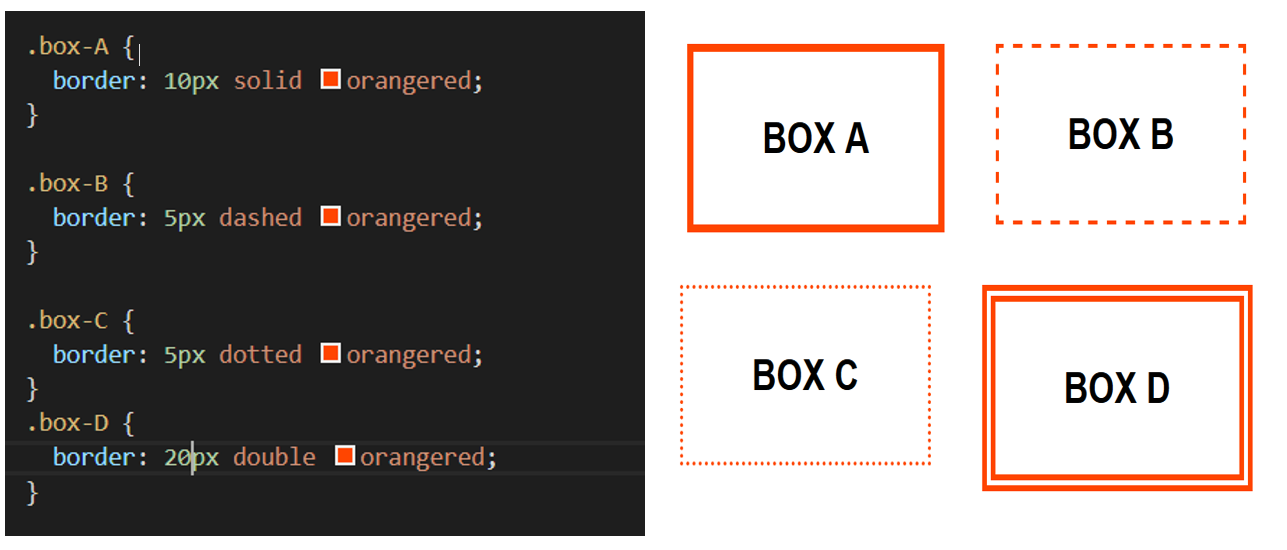 .box-A {
border: 10px solid orangered;
}
.box-B {
border: 5px dashed orangered;
}
.box-C {
border: 5px dotted orangered;
}
.box-D {
border: 20px double orangered;
}
BOX A
BOX B
BOX C
BOX D